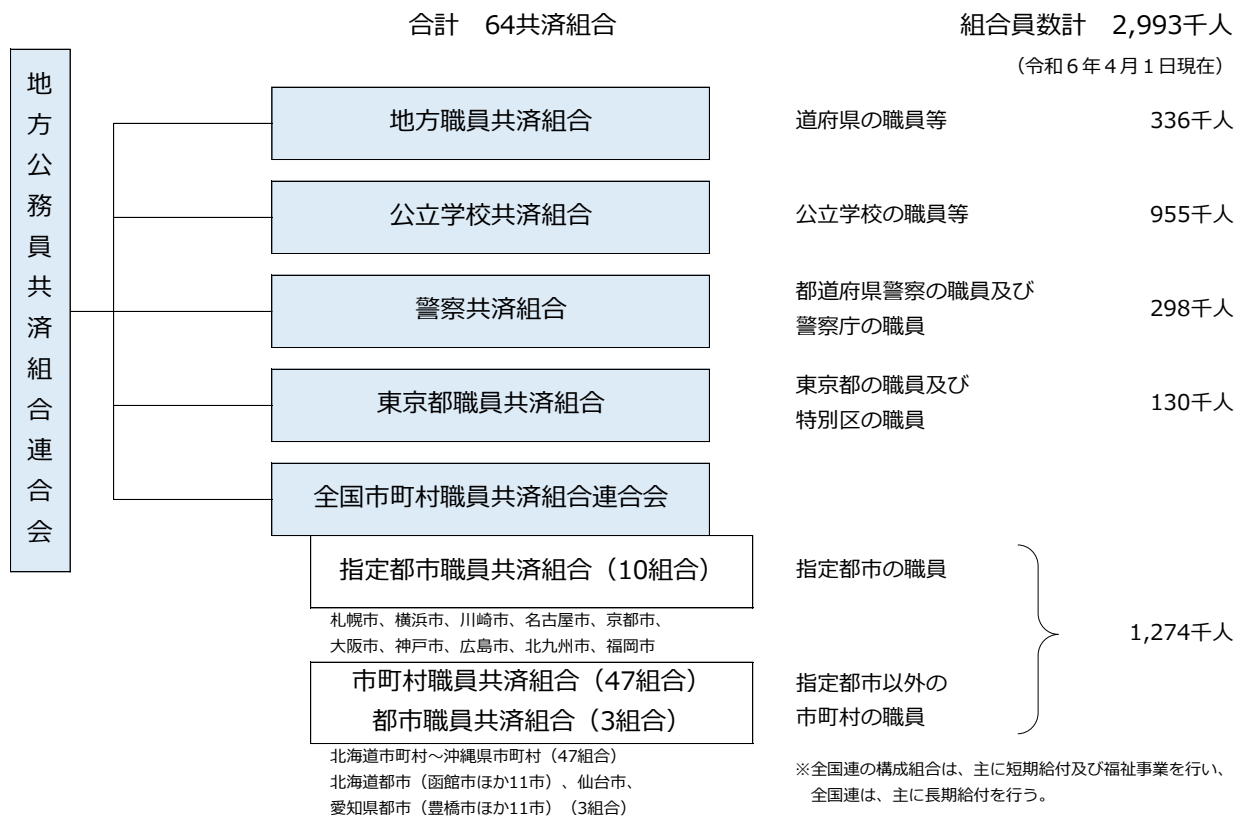 合計　64共済組合
組合員数計　2,993千人
（令和６年４月１日現在）
地方公務員共済組合連合会
地方職員共済組合
道府県の職員等
336千人
公立学校共済組合
公立学校の職員等
955千人
警察共済組合
都道府県警察の職員及び
警察庁の職員
298千人
東京都職員共済組合
東京都の職員及び
特別区の職員
130千人
全国市町村職員共済組合連合会
指定都市職員共済組合（10組合）
指定都市の職員
札幌市、横浜市、川崎市、名古屋市、京都市、
大阪市、神戸市、広島市、北九州市、福岡市
1,274千人
市町村職員共済組合（47組合）
都市職員共済組合（3組合）
指定都市以外の
市町村の職員
北海道市町村～沖縄県市町村（47組合）
北海道都市（函館市ほか11市）、仙台市、
愛知県都市（豊橋市ほか11市）（3組合）
※全国連の構成組合は、主に短期給付及び福祉事業を行い、
全国連は、主に長期給付を行う。